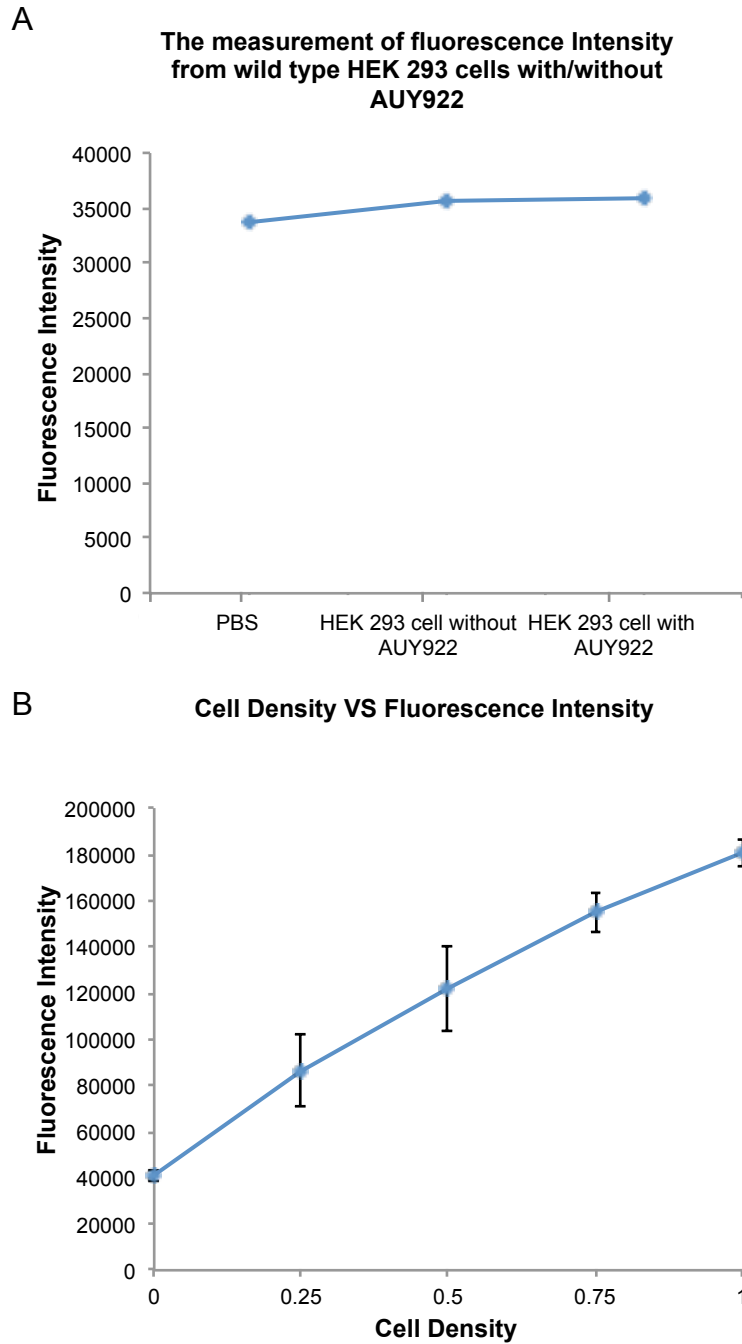 A
The measurement of fluorescence Intensity
from wild type HEK 293 cells with/without
AUY922
40000
35000
30000
25000
20000
15000
10000
5000
0
Fluorescence Intensity
PBS
HEK 293 cell without
AUY922
HEK 293 cell with
AUY922
B
Cell Density VS Fluorescence Intensity
200000
180000
160000
140000
120000
100000
80000
60000
40000
20000
0
Fluorescence Intensity
0
0.25
0.5
0.75
1
Cell Density